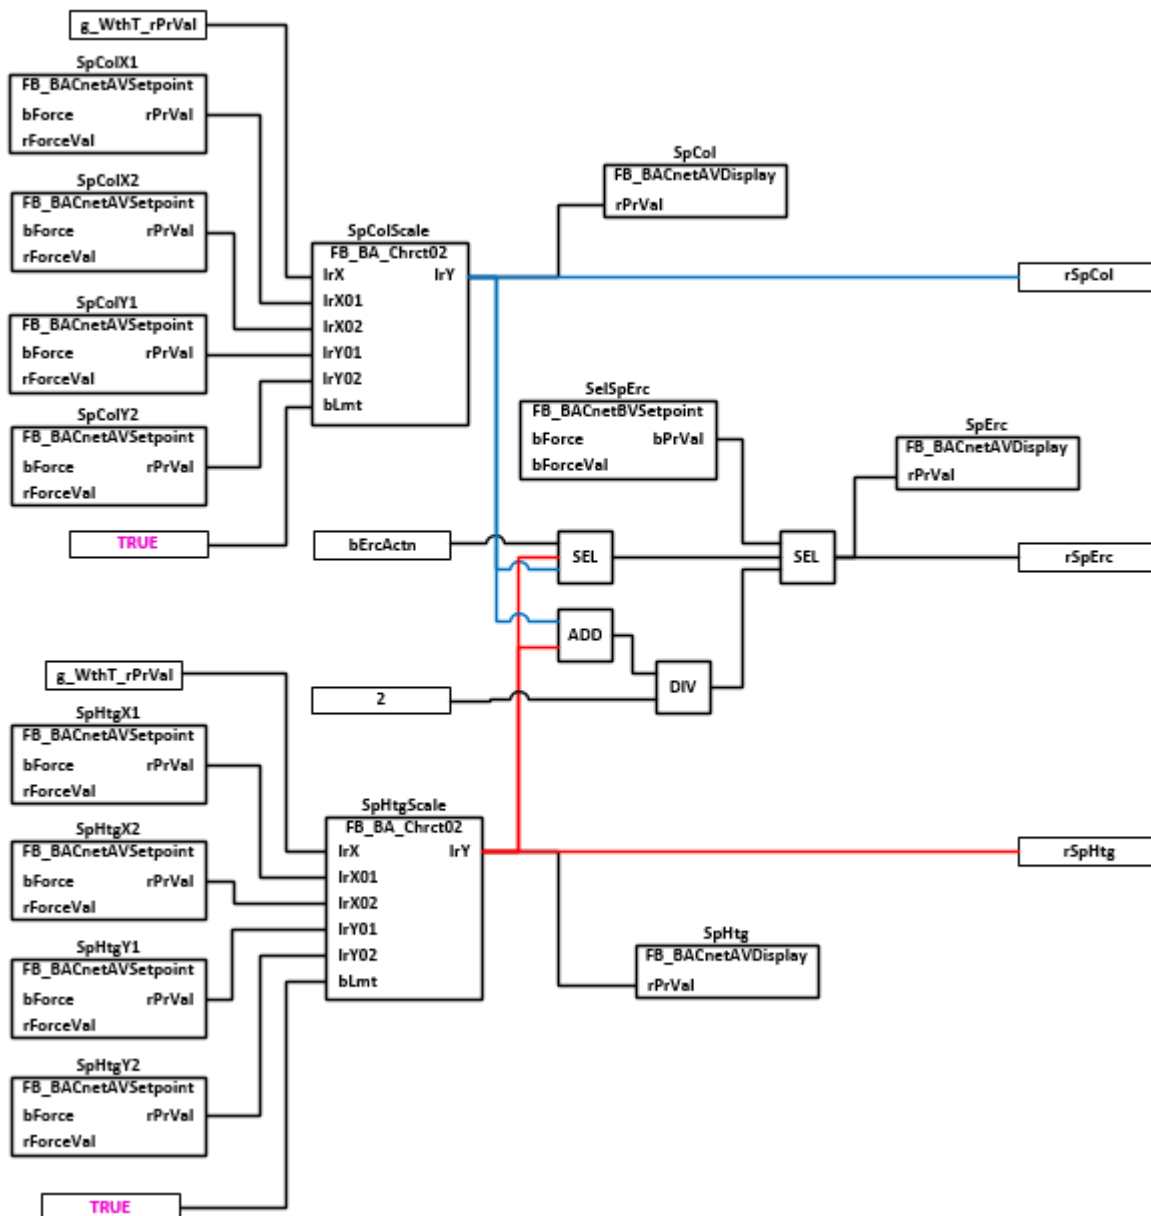 g_WthT_rPrVal
SpColX1
FB_BACnetAVSetpoint
bForce rPrVal
rForceVal
SpColX2
FB_BACnetAVSetpoint
bForce rPrVal
rForceVal
SpColY1
FB_BACnetAVSetpoint
bForce rPrVal
rForceVal
SpColY2
FB_BACnetAVSetpoint
bForce rPrVal
rForceVal
TRUE
SpColScale
FB_BA_Chrct02
lrX lrY
lrX01
lrX02
lrY01
lrY02
bLmt
SpCol
FB_BACnetAVDisplay
rPrVal
rSpCol
SelSpErc
FB_BACnetBVSetpoint
bForce bPrVal
bForceVal
SpErc
FB_BACnetAVDisplay
rPrVal
bErcActn
SEL
SEL
rSpErc
ADD
DIV
2
g_WthT_rPrVal
SpHtgX1
FB_BACnetAVSetpoint
bForce rPrVal
rForceVal
SpHtgX2
FB_BACnetAVSetpoint
bForce rPrVal
rForceVal
SpHtgY1
FB_BACnetAVSetpoint
bForce rPrVal
rForceVal
SpHtgY2
FB_BACnetAVSetpoint
bForce rPrVal
rForceVal
TRUE
SpHtgScale
FB_BA_Chrct02
lrX lrY
lrX01
lrX02
lrY01
lrY02
bLmt
rSpHtg
SpHtg
FB_BACnetAVDisplay
rPrVal